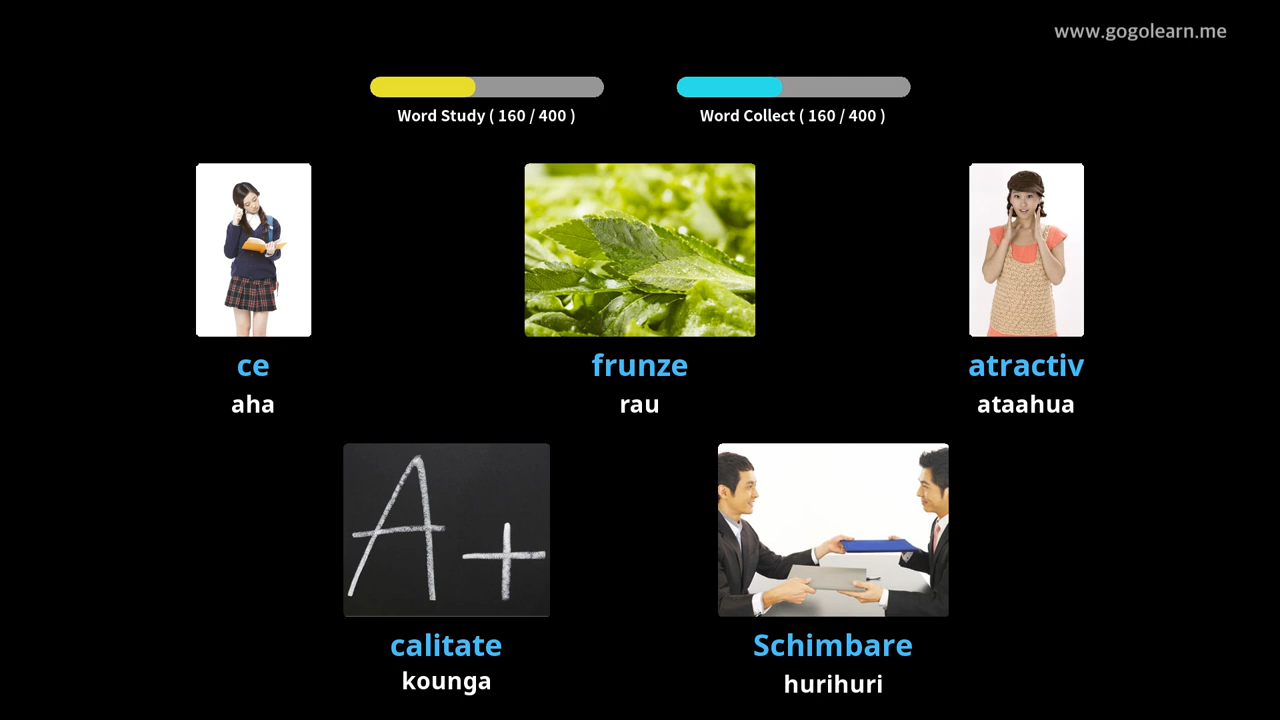 www.gogolearn.me
Word Study ( 160 / 400 )
Word Collect ( 160 / 400 )
ce
aha
frunze
rau
atractiv
ataahua
A+
calitate
kounga
Schimbare
hurihuri